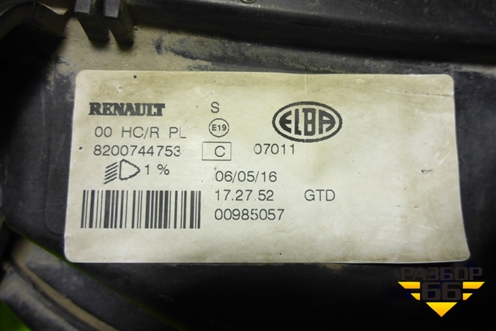 RENAULT S
00 HC/R PL E19 ELBA
8200744753 C 07011
1 % 06/05/16
17.27.52 GTD
00985057
РАЗБОР
66